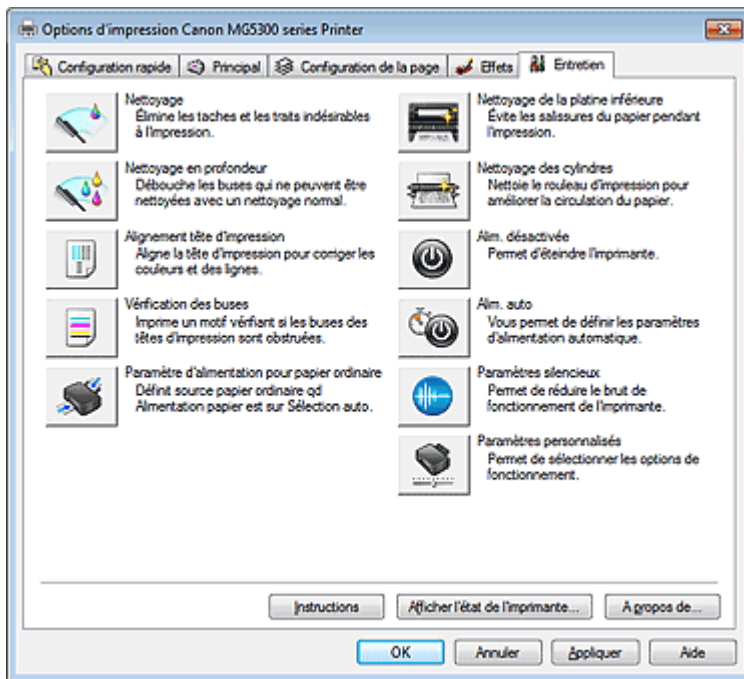 Options d'impression Canon MG5300 series Printer
Configuration rapide
Principal
Configuration de la page
Effets
Entretien
Nettoyage
Élimine les taches et les traits indésirables
à l'impression.
Nettoyage en profondeur
Débouche les buses qui ne peuvent être
nettoyées avec un nettoyage normal.
Alignement tête d'impression
Aligne la tête d'impression pour corriger les
couleurs et des lignes.
Vérification des buses
Imprime un motif vérifiant si les buses des
têtes d'impression sont obstruées.
Paramètre d'alimentation pour papier ordinaire
Définit source papier ordinaire qd
Alimentation papier est sur Sélection auto.
Nettoyage de la platine inférieure
Évite les salissures du papier pendant
l'impression.
Nettoyage des cylindres
Nettoie le rouleau d'impression pour
améliorer la circulation du papier.
Alim. désactivée
Permet d'éteindre l'imprimante.
Alim. auto
Vous permet de définir les paramètres
d'alimentation automatique.
Paramètres silencieux
Permet de réduire le bruit de
fonctionnement de l'imprimante.
Paramètres personnalisés
Permet de sélectionner les options de
fonctionnement.
Instructions
Afficher l'état de l'imprimante...
A propos de...
OK
Annuler
Appliquer
Aide